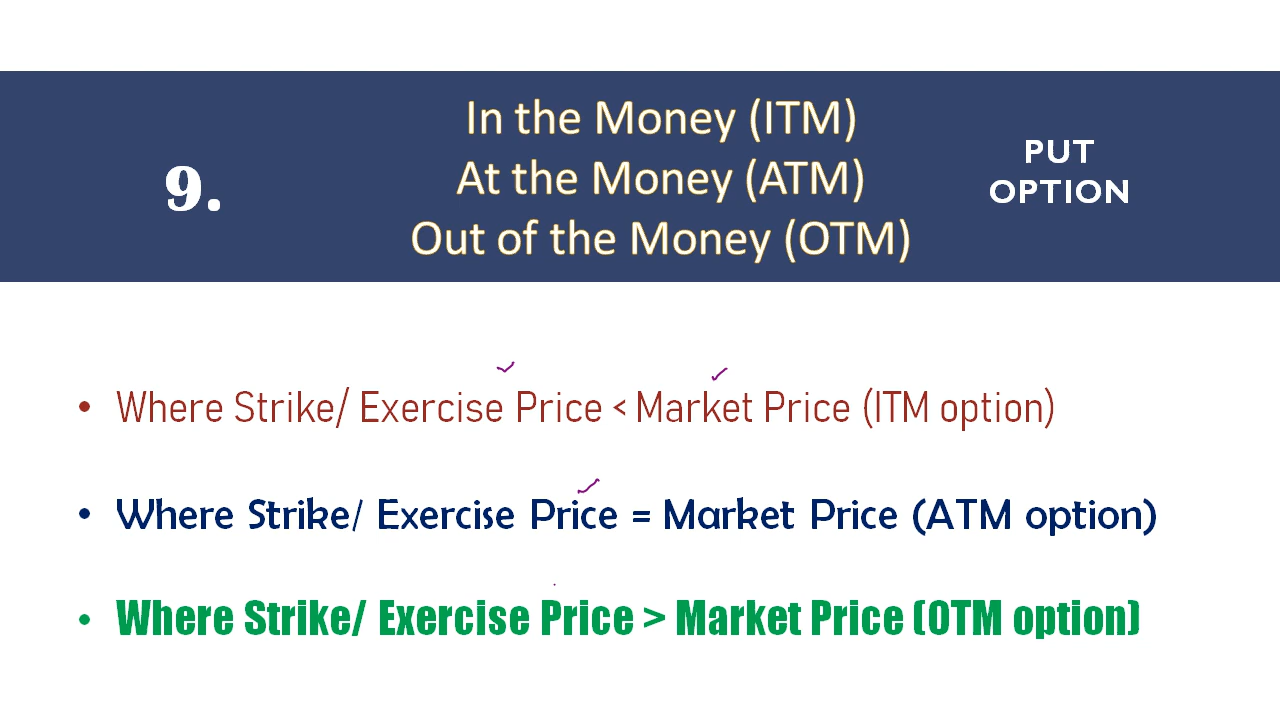 9.
In the Money (ITM)
At the Money (ATM)
Out of the Money (OTM)
PUT
OPTION
• Where Strike/ Exercise Price < Market Price (ITM option)
• Where Strike/ Exercise Price = Market Price (ATM option)
• Where Strike/ Exercise Price > Market Price (OTM option)